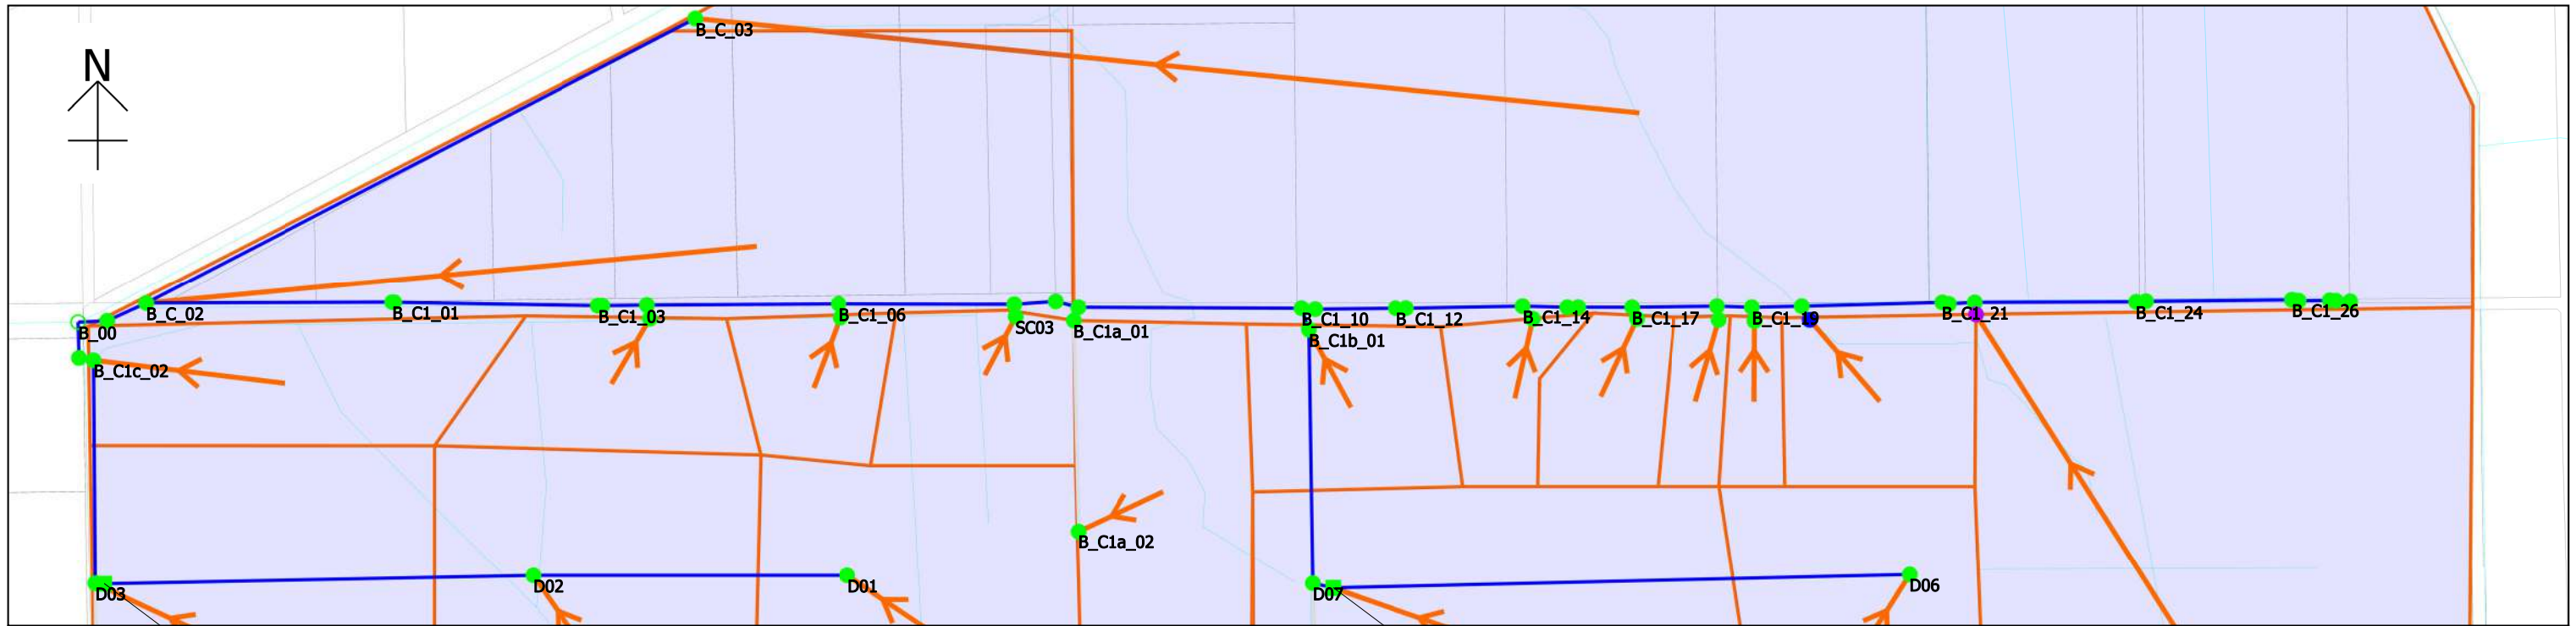 B_C_03
N
B_C_02
B_C1_01
B_C1_03
B_C1_06
SC03
B_C1a_01
B_C1_10
B_C1_12
B_C1_14
B_C1_17
B_C1_19
B_C1_21
B_C1_24
B_C1_26
B_00
B_C1b_01
B_C1c_02
B_C1a_02
D03
D02
D01
D07
D06